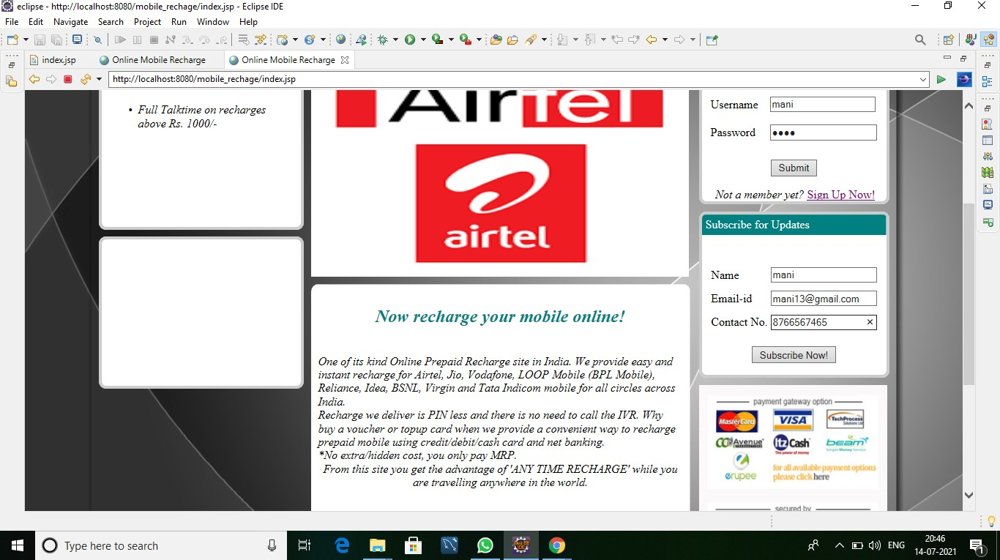 eclipse - http://localhost:8080/mobile_rechage/index.jsp - Eclipse IDE
File Edit Navigate Search Project Run Window Help
index.jsp Online Mobile Recharge Online Mobile Recharge
http://localhost:8080/mobile_rechage/index.jsp
• Full Talktime on recharges
above Rs. 1000/-
AirTel
airtel
Now recharge your mobile online!
One of its kind Online Prepaid Recharge site in India. We provide easy and
instant recharge for Airtel, Jio, Vodafone, LOOP Mobile (BPL Mobile),
Reliance, Idea, BSNL, Virgin and Tata Indicom mobile for all circles across
India.
Recharge we deliver is PIN less and there is no need to call the IVR. Why
buy a voucher or topup card when we provide a convenient way to recharge
prepaid mobile using credit/debit/cash card and net banking.
*No extra/hidden cost, you only pay MRP.
From this site you get the advantage of 'ANY TIME RECHARGE' while you
are travelling anywhere in the world.
Username mani
Password ●●●●
Submit
Not a member yet? Sign Up Now!
Subscribe for Updates
Name mani
Email-id mani13@gmail.com
Contact No. 8766567465
Subscribe Now!
payment gateway option
MasterCard VISA TechProcess
Solutions Ltd
CCAvenue Itz Cash beam
The power of money Simple Money Service
erupee for all available payment options
please click here
secured by
Type here to search
Java EE
IDE
ENG
20:46
14-07-2021
1